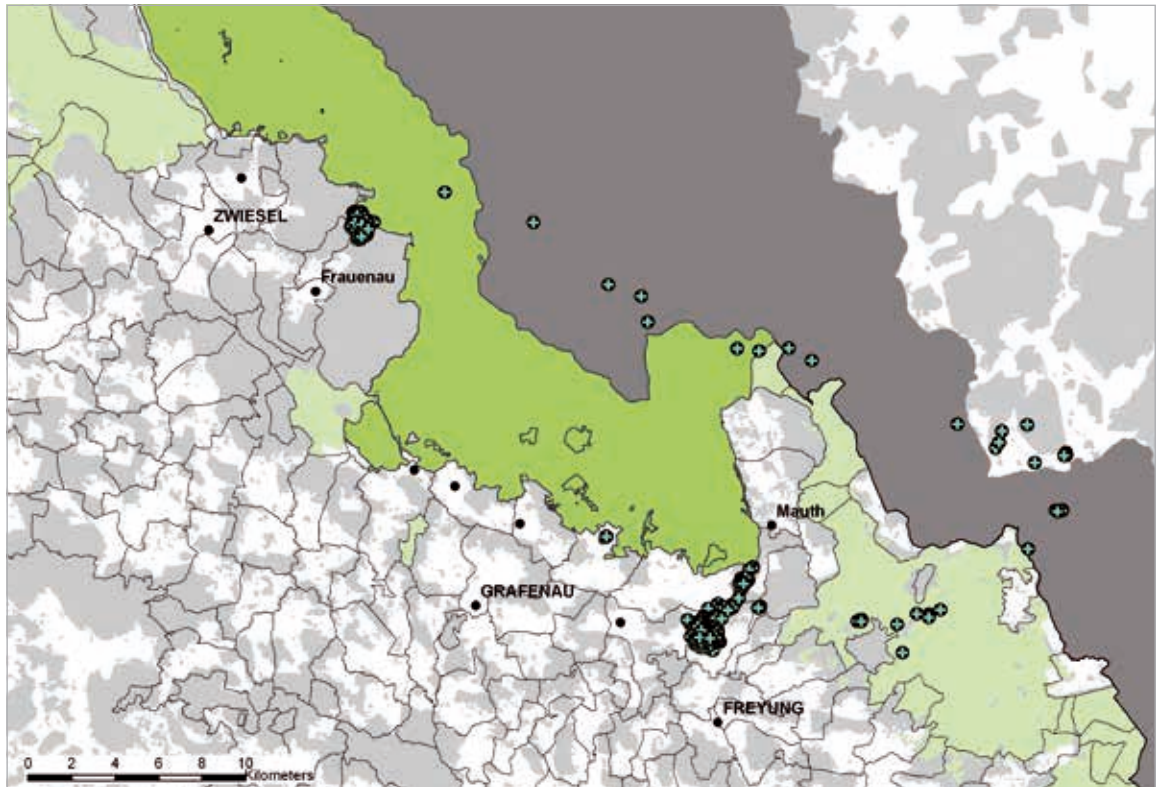 ZWIESEL
Frauenau
Mauth
GRAFENAU
FREYUNG
0 2 4 6 8 10
Kilometers